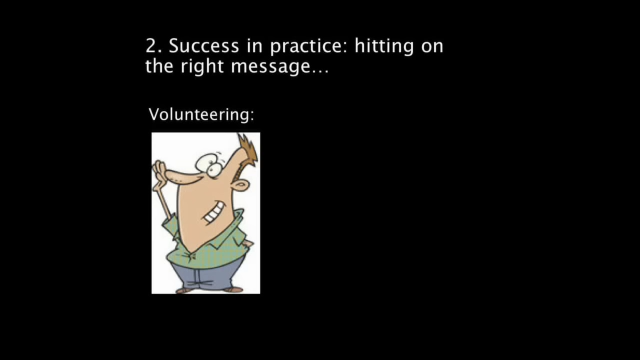 2. Success in practice: hitting on
the right message…
Volunteering: